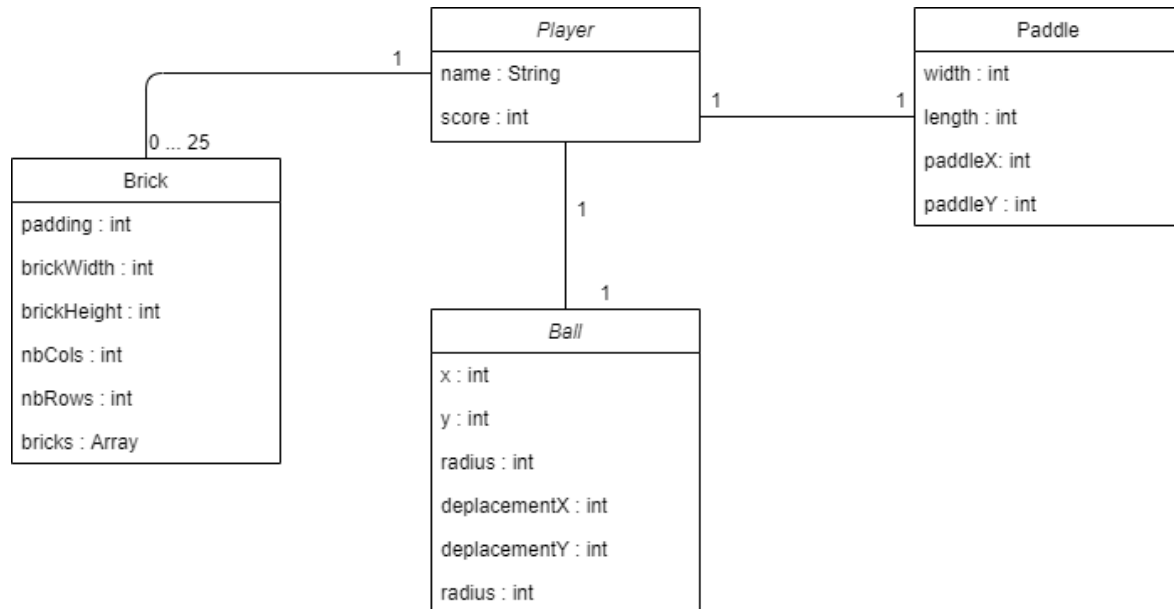 Player
name : String
score : int
Paddle
width : int
length : int
paddleX: int
paddleY : int
1
1
1
0 ... 25
Brick
padding : int
brickWidth : int
brickHeight : int
nbCols : int
nbRows : int
bricks : Array
1
1
Ball
x : int
y : int
radius : int
deplacementX : int
deplacementY : int
radius : int